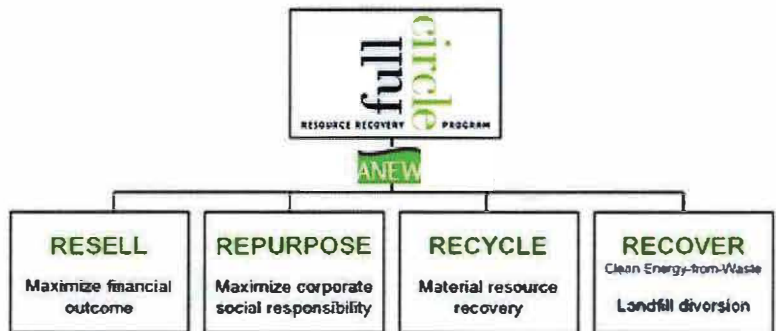 full
circle
RESOURCE RECOVERY PROGRAM
ANEW
RESELL
Maximize financial
outcome
REPURPOSE
Maximize corporate
social responsibility
RECYCLE
Material resource
recovery
RECOVER
Clean Energy-from-Waste
Landfill diversion